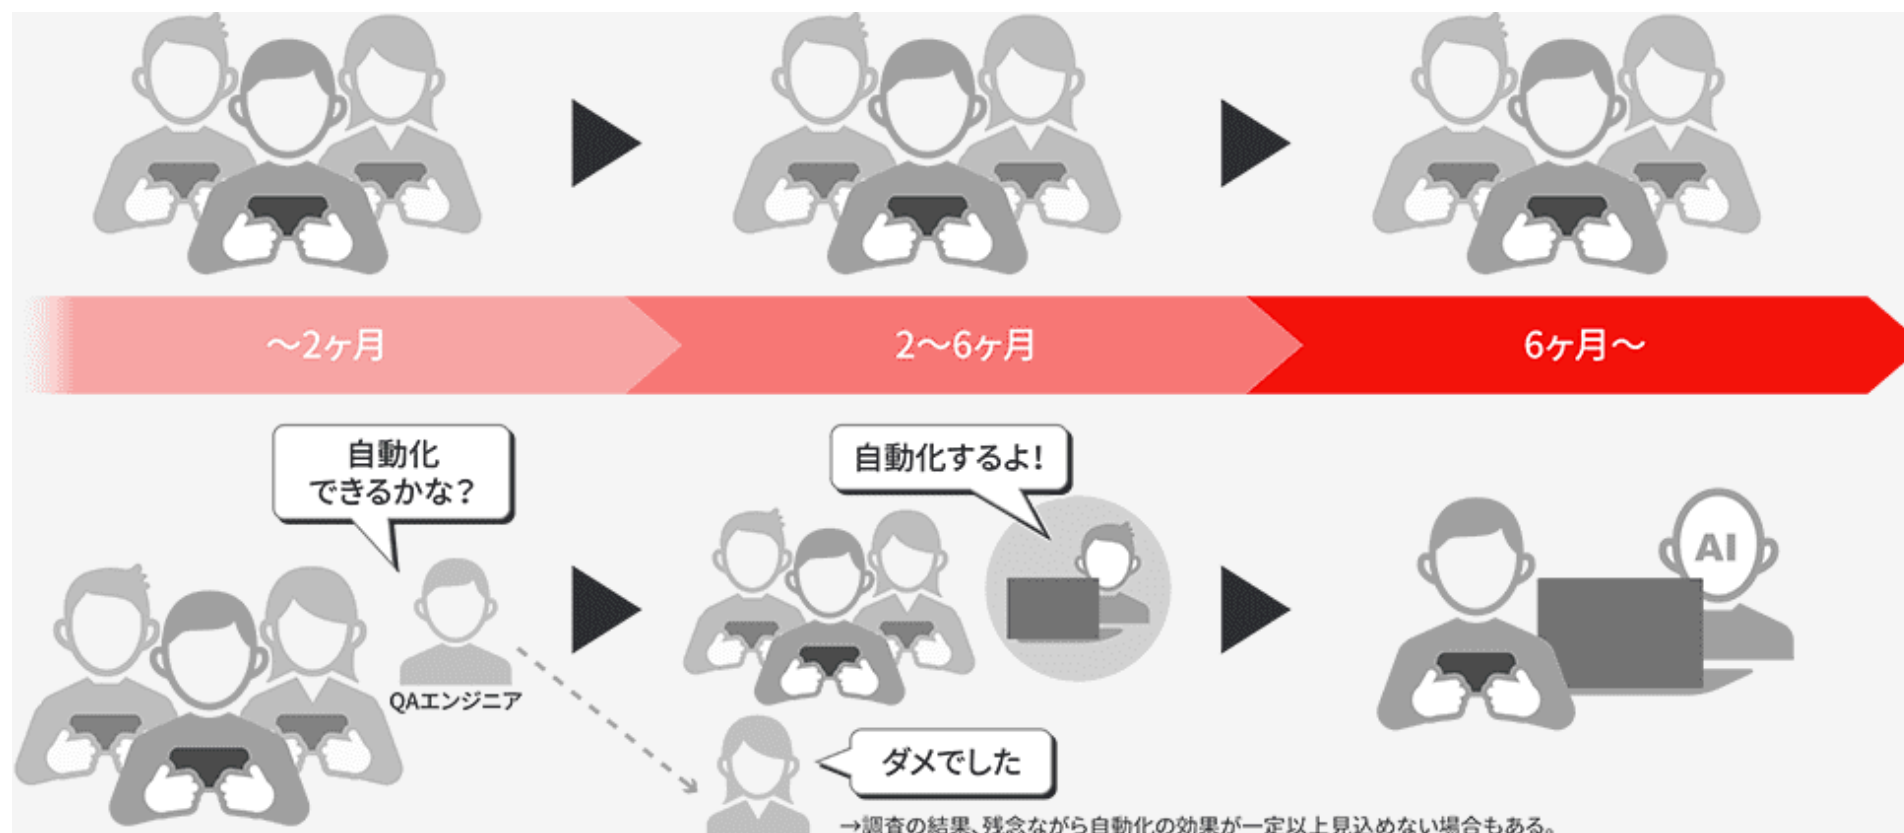 〜2ヶ月
2〜6ヶ月
6ヶ月〜
自動化
できるかな？
QAエンジニア
自動化するよ！
AI
ダメでした
→調査の結果、残念ながら自動化の効果が一定以上見込めない場合もある。